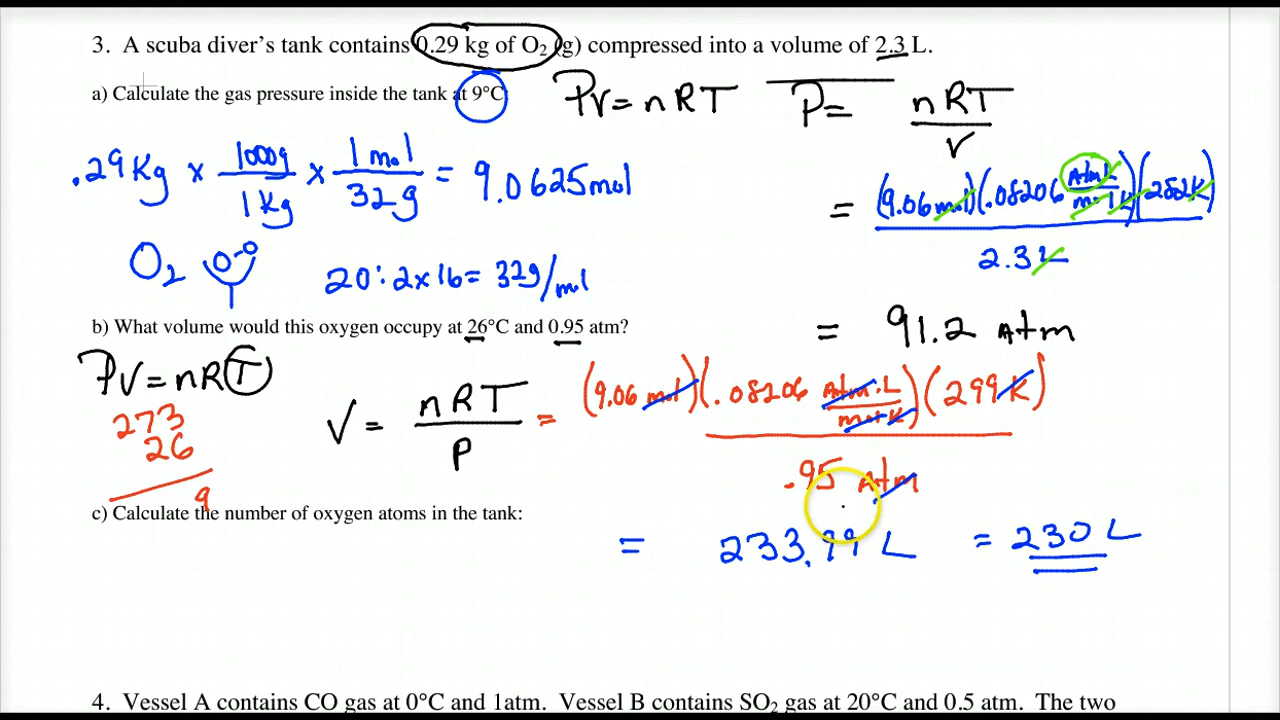 3. A scuba diver's tank contains 0.29 kg of O₂ (g) compressed into a volume of 2.3 L.
a) Calculate the gas pressure inside the tank at 9°C:
PV = nRT P = nRT / V
.29 Kg x 1000g / 1 Kg x 1 mol / 32 g = 9.0625 mol
= (9.06 mol)(.08206 Atm·L / mol·K)(282 K) / 2.3 L
O₂ O-O
2O: 2x16 = 32g/mol
= 91.2 Atm
b) What volume would this oxygen occupy at 26°C and 0.95 atm?
PV = nRT
273
26
9
V = nRT / P = (9.06 mol)(.08206 Atm·L / mol·K)(299 K) / .95 Atm
c) Calculate the number of oxygen atoms in the tank:
= 233.99 L = 230 L
4. Vessel A contains CO gas at 0°C and 1atm. Vessel B contains SO₂ gas at 20°C and 0.5 atm. The two